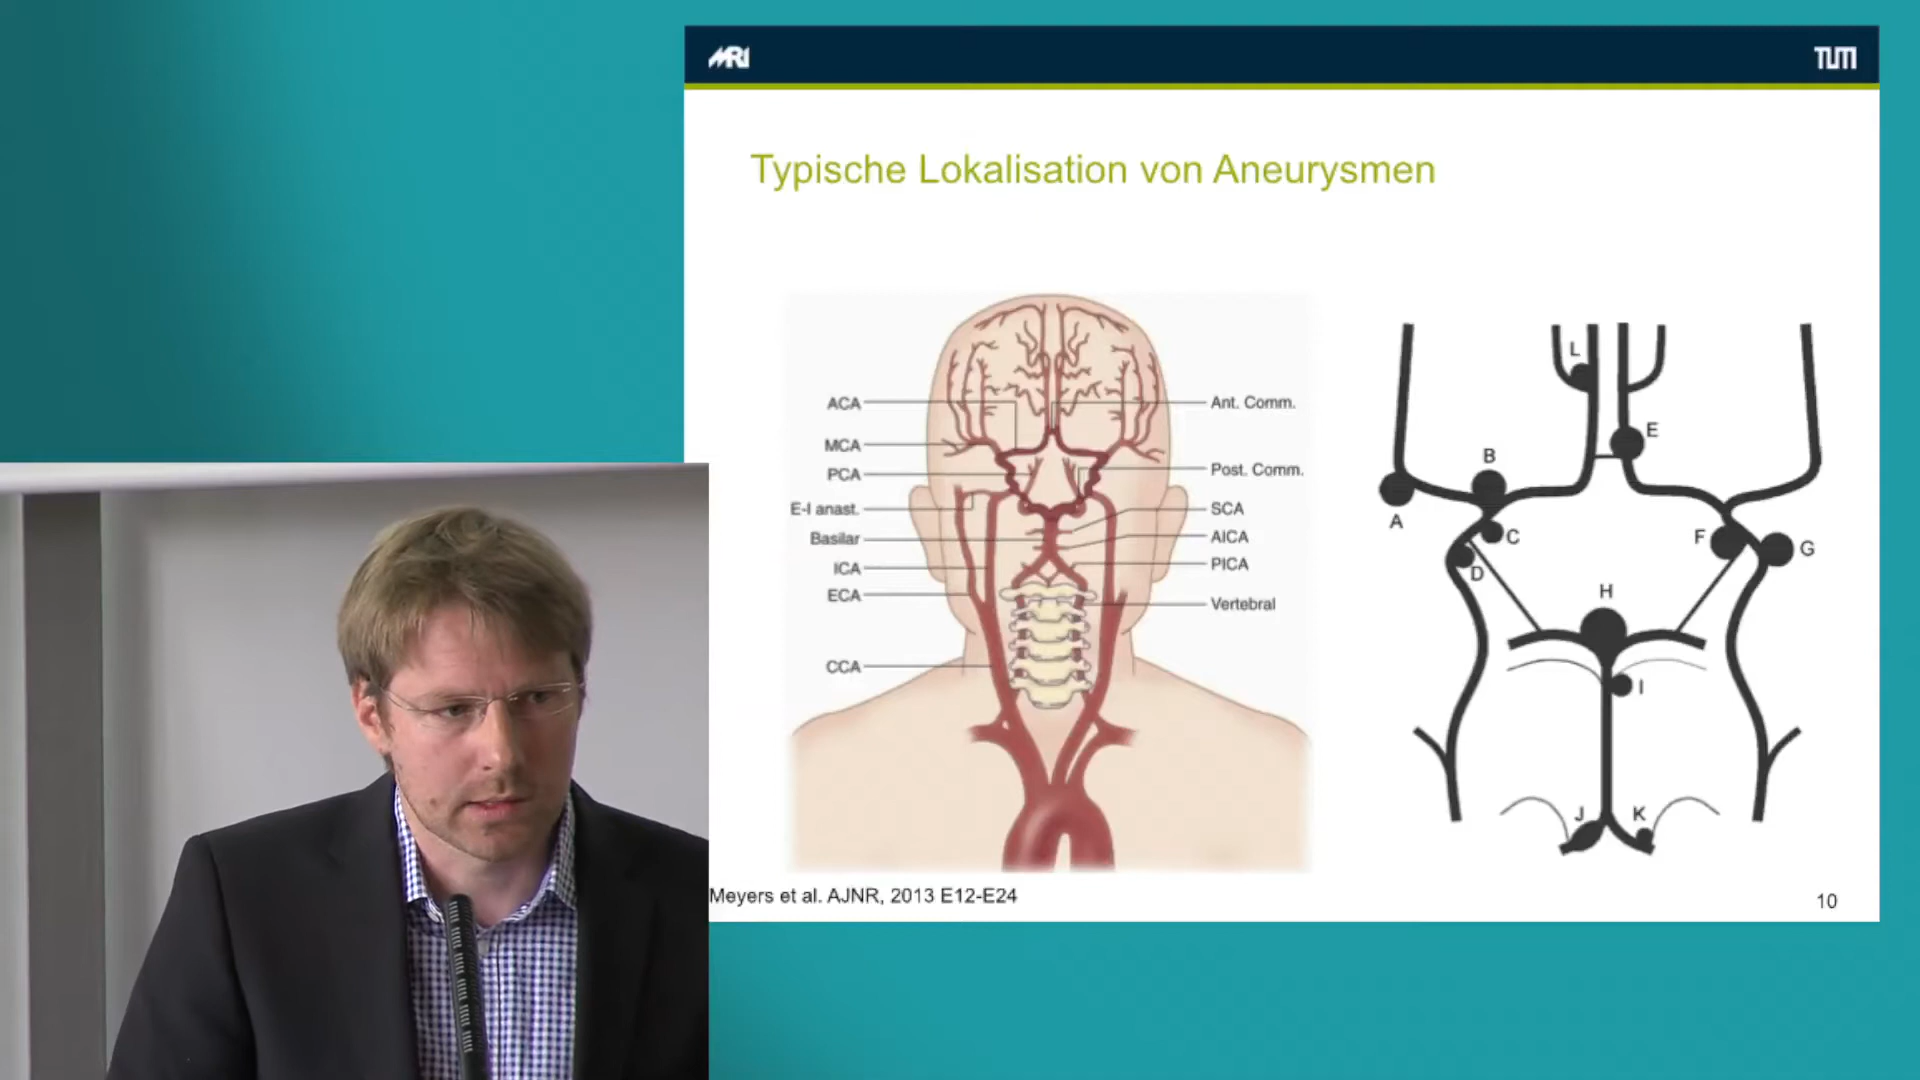 MRI
TUM
Typische Lokalisation von Aneurysmen
ACA
MCA
PCA
E-I anast.
Basilar
ICA
ECA
CCA
Ant. Comm.
Post. Comm.
SCA
AICA
PICA
Vertebral
L
E
B
A
C
D
F
G
H
I
J
K
Meyers et al. AJNR, 2013 E12-E24
10